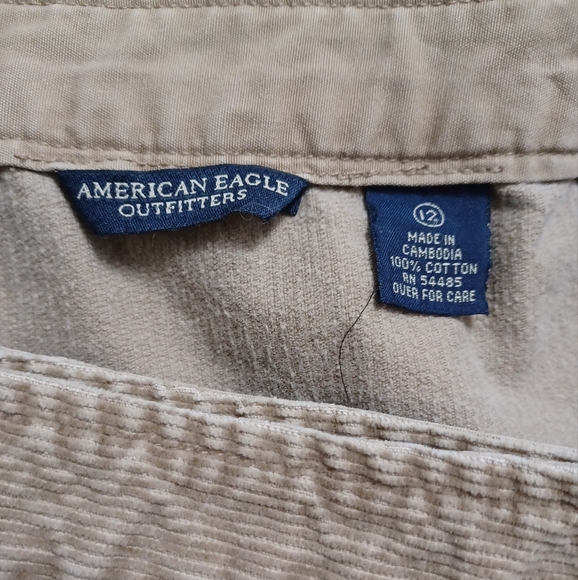 AMERICAN EAGLE
OUTFITTERS
12
MADE IN
CAMBODIA
100% COTTON
RN 54485
OVER FOR CARE